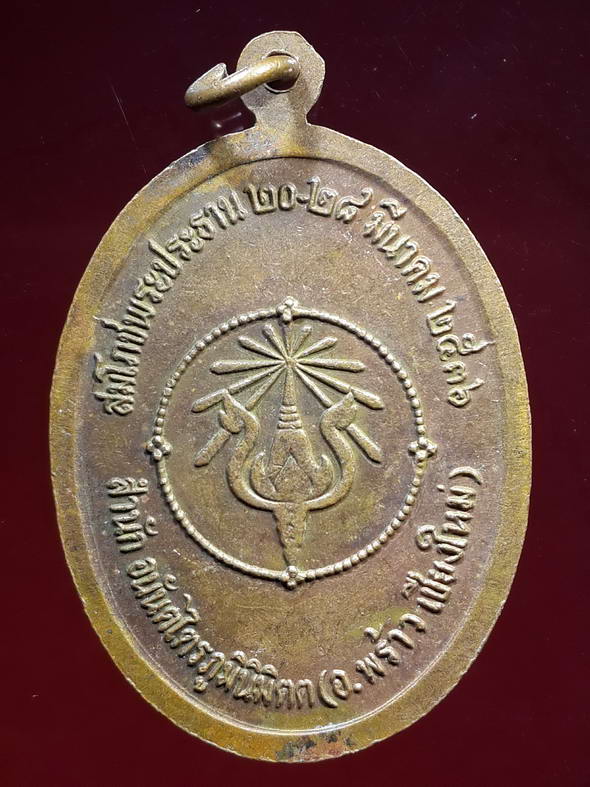 สมโภชพระประธาน ๒๐-๒๘ มีนาคม ๒๕๓๖
สำนัก อนันตไตรภูมินิมิตต (อ.พร้าว เชียงใหม่)